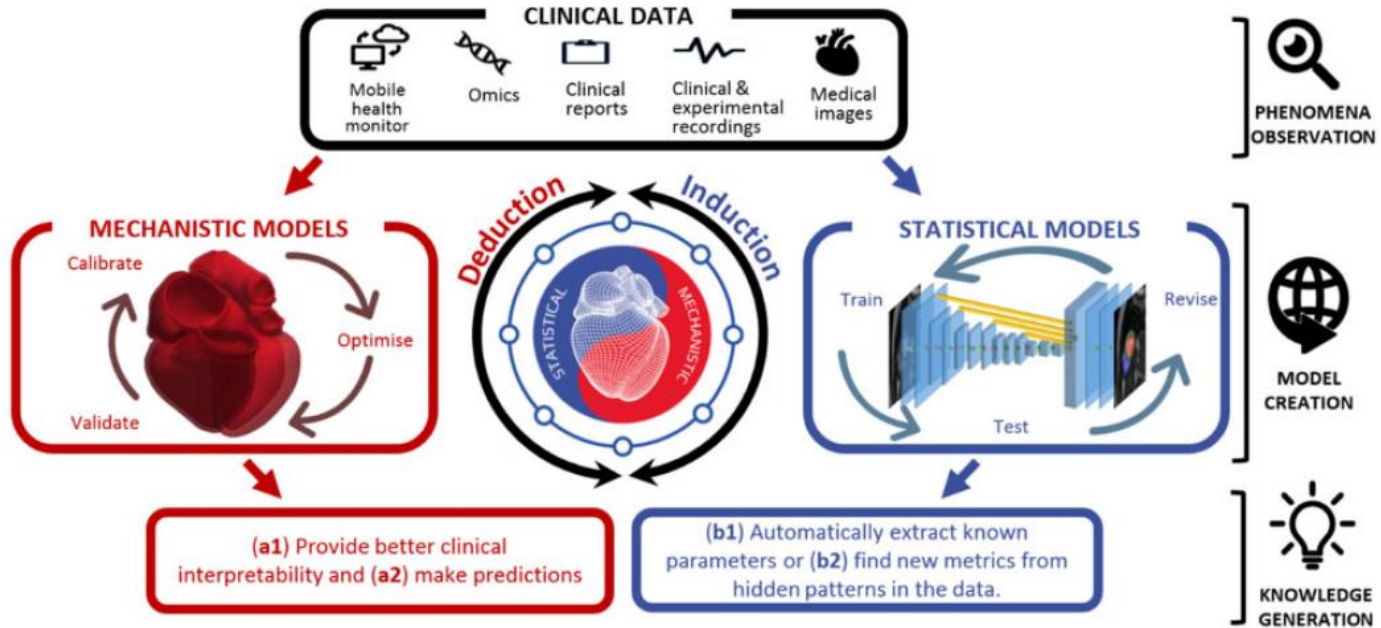 CLINICAL DATA
Mobile
health
monitor
Omics
Clinical
reports
Clinical &
experimental
recordings
Medical
images
PHENOMENA
OBSERVATION
MECHANISTIC MODELS
Calibrate
Optimise
Validate
Deduction
Induction
STATISTICAL
MECHANISTIC
STATISTICAL MODELS
Train
Revise
Test
MODEL
CREATION
(a1) Provide better clinical
interpretability and (a2) make predictions
(b1) Automatically extract known
parameters or (b2) find new metrics from
hidden patterns in the data.
KNOWLEDGE
GENERATION